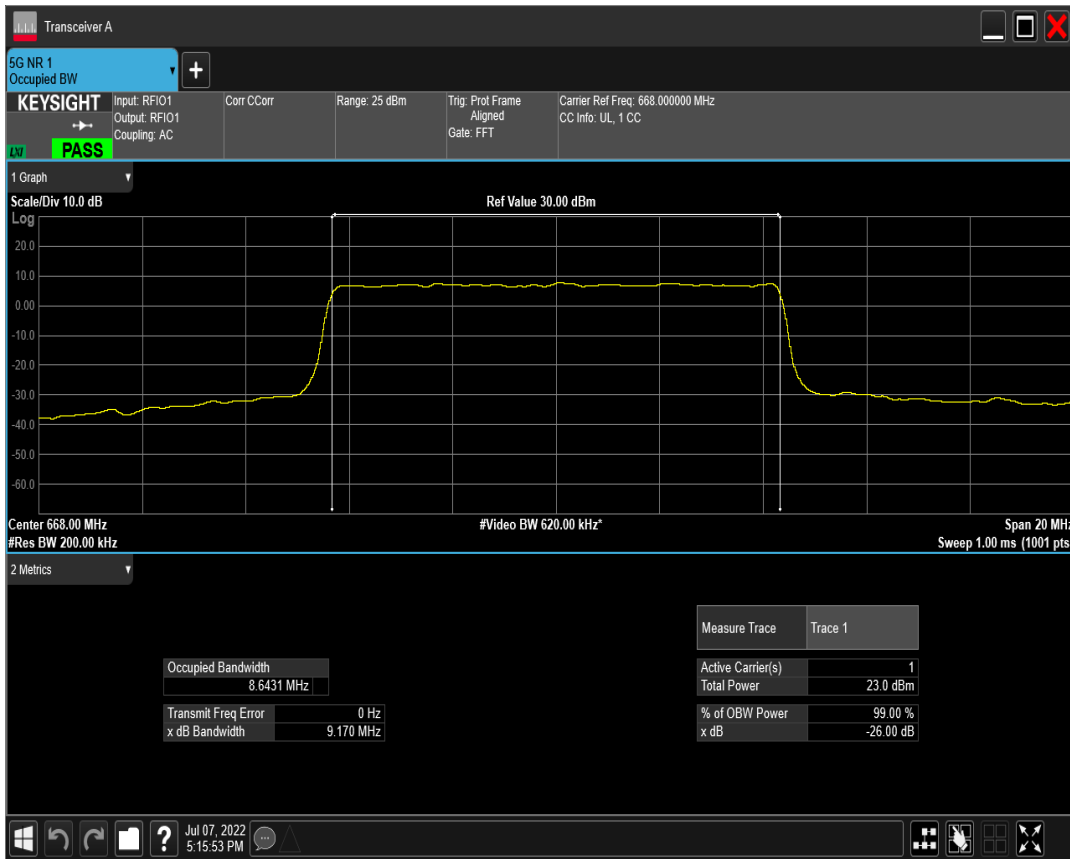 Transceiver A
5G NR 1
Occupied BW
KEYSIGHT
LXI
PASS
Input: RFIO1
Output: RFIO1
Coupling: AC
Corr CCorr
Range: 25 dBm
Trig: Prot Frame
Aligned
Gate: FFT
Carrier Ref Freq: 668.000000 MHz
CC Info: UL, 1 CC
1 Graph
Scale/Div 10.0 dB
Ref Value 30.00 dBm
Log
20.0
10.0
0.00
-10.0
-20.0
-30.0
-40.0
-50.0
-60.0
Center 668.00 MHz
#Video BW 620.00 kHz*
Span 20 MHz
#Res BW 200.00 kHz
Sweep 1.00 ms (1001 pts
2 Metrics
Measure Trace Trace 1
Occupied Bandwidth
8.6431 MHz
Active Carrier(s) 1
Total Power 23.0 dBm
Transmit Freq Error 0 Hz
x dB Bandwidth 9.170 MHz
% of OBW Power 99.00 %
x dB -26.00 dB
?
Jul 07, 2022
5:15:53 PM